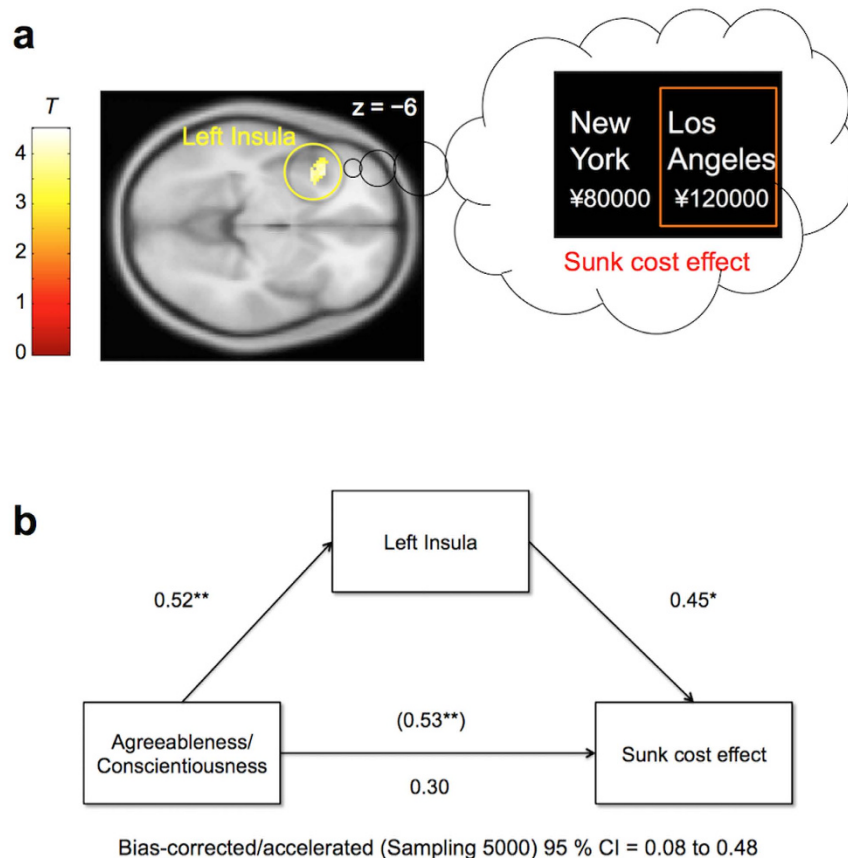 a
T
4
3
2
1
0
z = −6
Left Insula
New York
¥80000
Los Angeles
¥120000
Sunk cost effect
b
Left Insula
0.52**
0.45*
Agreeableness/
Conscientiousness
(0.53**)
0.30
Sunk cost effect
Bias-corrected/accelerated (Sampling 5000) 95 % CI = 0.08 to 0.48